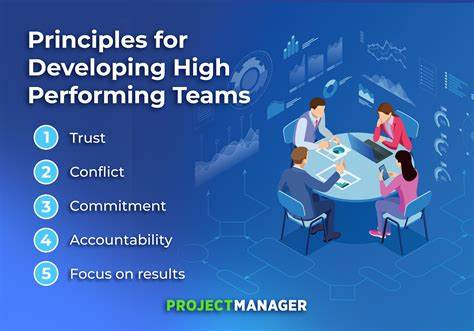 Principles for
Developing High
Performing Teams
1 Trust
2 Conflict
3 Commitment
4 Accountability
5 Focus on results
PROJECTMANAGER